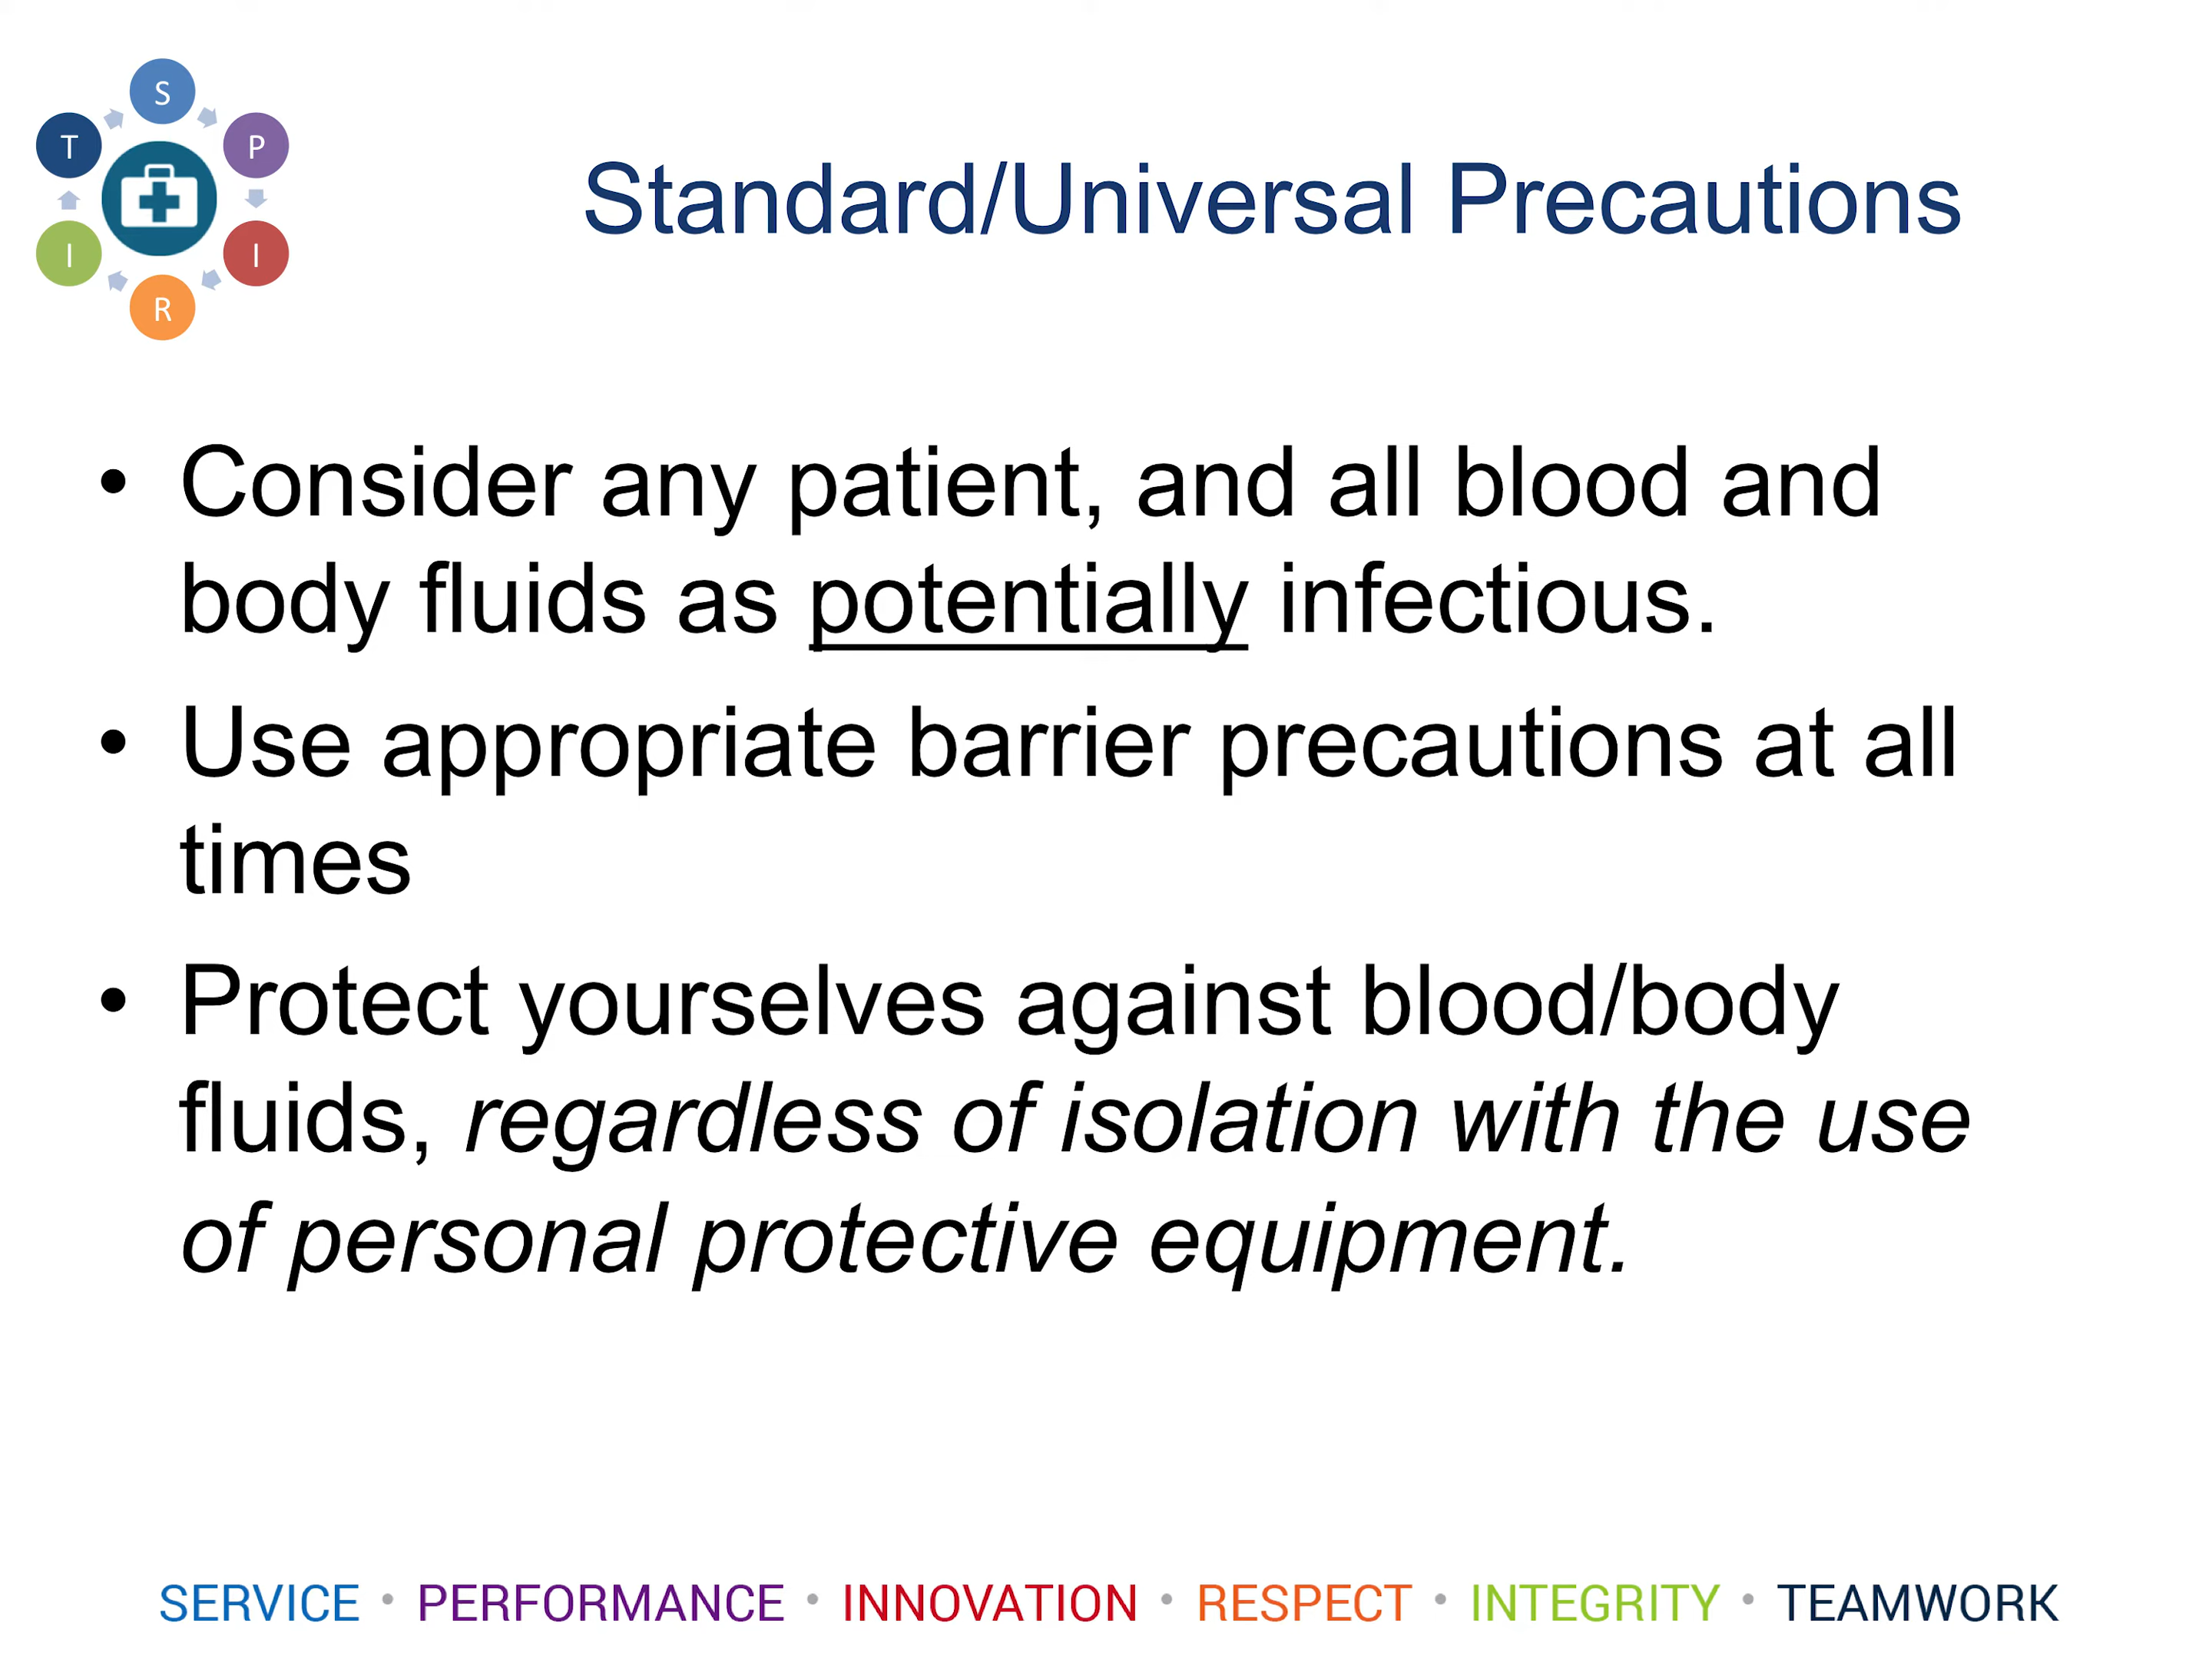 S
T
P
I
I
R
Standard/Universal Precautions
• Consider any patient, and all blood and
body fluids as potentially infectious.
• Use appropriate barrier precautions at all
times
• Protect yourselves against blood/body
fluids, regardless of isolation with the use
of personal protective equipment.
SERVICE • PERFORMANCE • INNOVATION • RESPECT • INTEGRITY • TEAMWORK